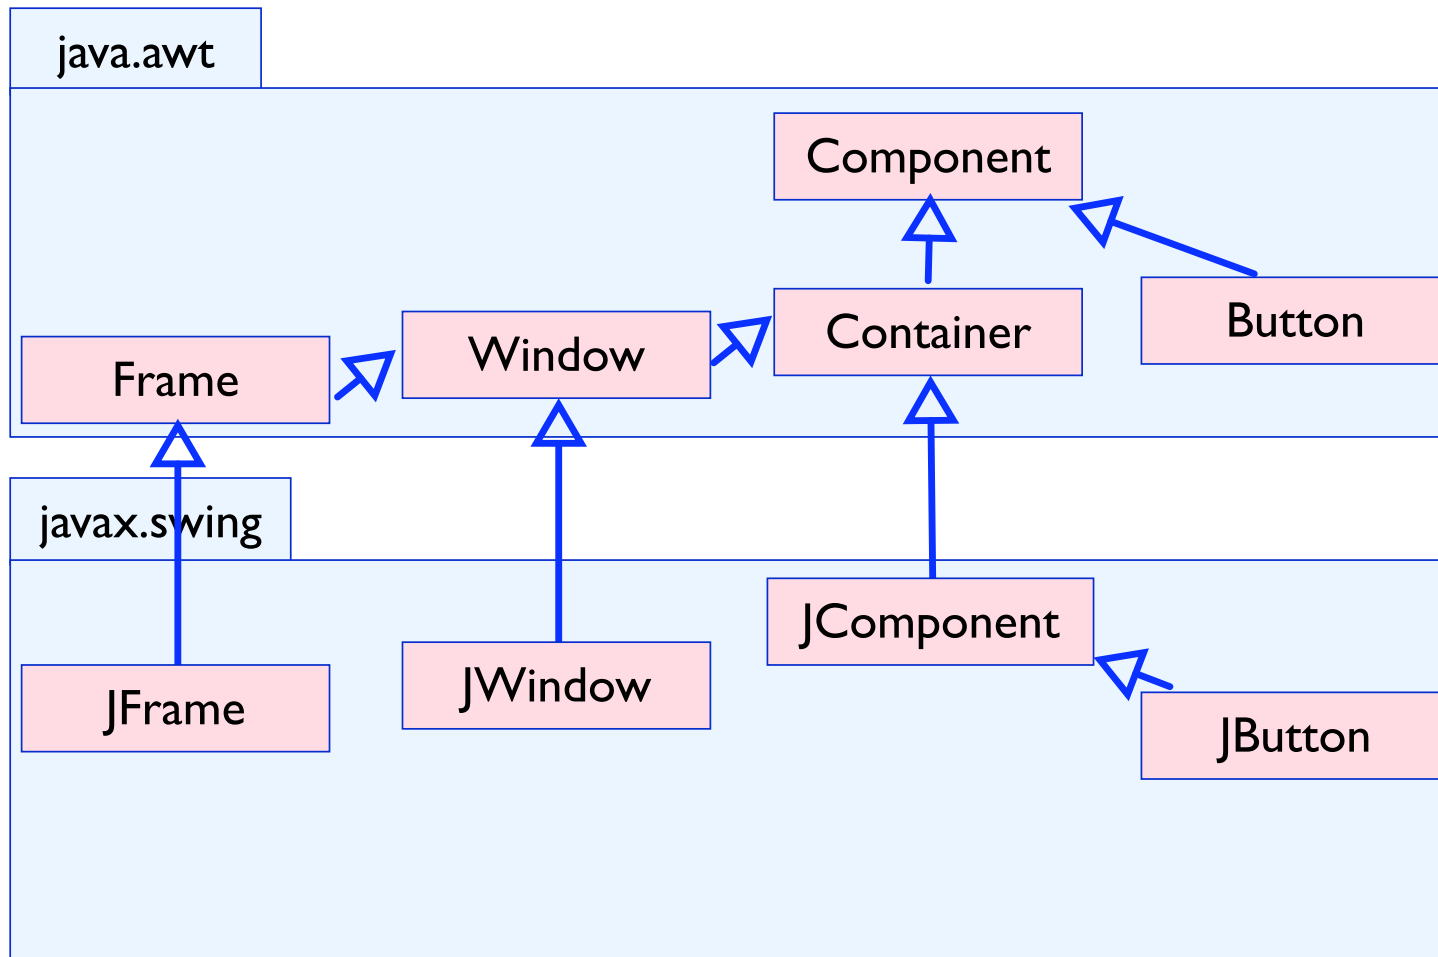 java.awt
Component
Button
Container
Window
Frame
javax.swing
JComponent
JWindow
JFrame
JButton